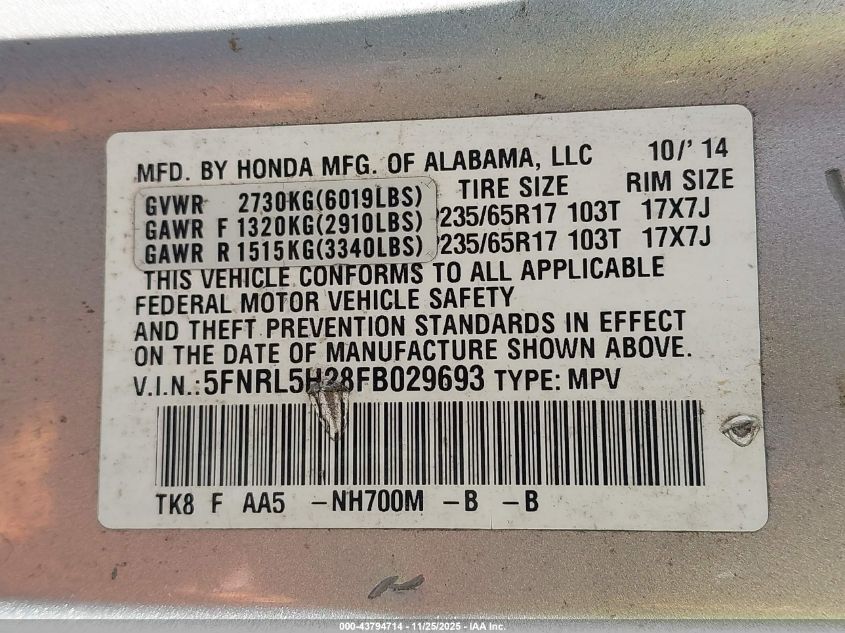 MFD. BY HONDA MFG. OF ALABAMA, LLC 10/'14
TIRE SIZE RIM SIZE
GVWR 2730KG(6019LBS)
GAWR F 1320KG(2910LBS) P235/65R17 103T 17X7J
GAWR R 1515KG(3340LBS) P235/65R17 103T 17X7J
THIS VEHICLE CONFORMS TO ALL APPLICABLE
FEDERAL MOTOR VEHICLE SAFETY
AND THEFT PREVENTION STANDARDS IN EFFECT
ON THE DATE OF MANUFACTURE SHOWN ABOVE.
V.I.N.: 5FNRL5H28FB029693 TYPE: MPV
TK8 F AA5 -NH700M -B -B
000-43794714 - 11/25/2025 - IAA Inc.